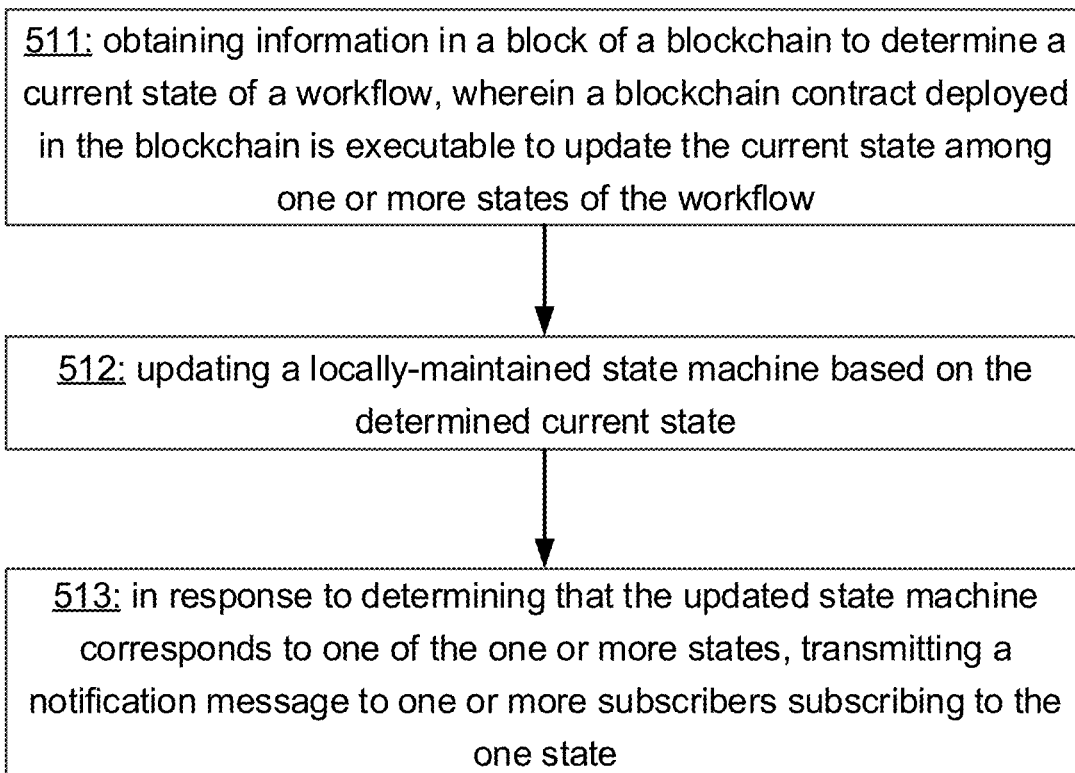 511: obtaining information in a block of a blockchain to determine a
current state of a workflow, wherein a blockchain contract deployed
in the blockchain is executable to update the current state among
one or more states of the workflow
512: updating a locally-maintained state machine based on the
determined current state
513: in response to determining that the updated state machine
corresponds to one of the one or more states, transmitting a
notification message to one or more subscribers subscribing to the
one state